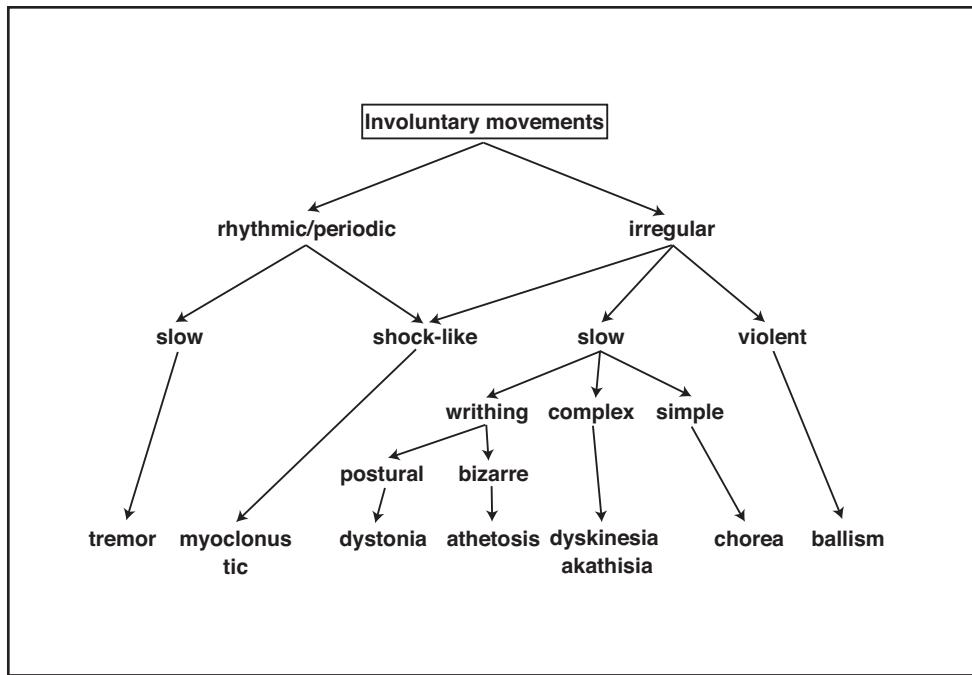 Involuntary movements
rhythmic/periodic irregular
slow shock-like slow violent
writhing complex simple
postural bizarre
tremor myoclonus dystonia athetosis dyskinesia chorea ballism
tic akathisia